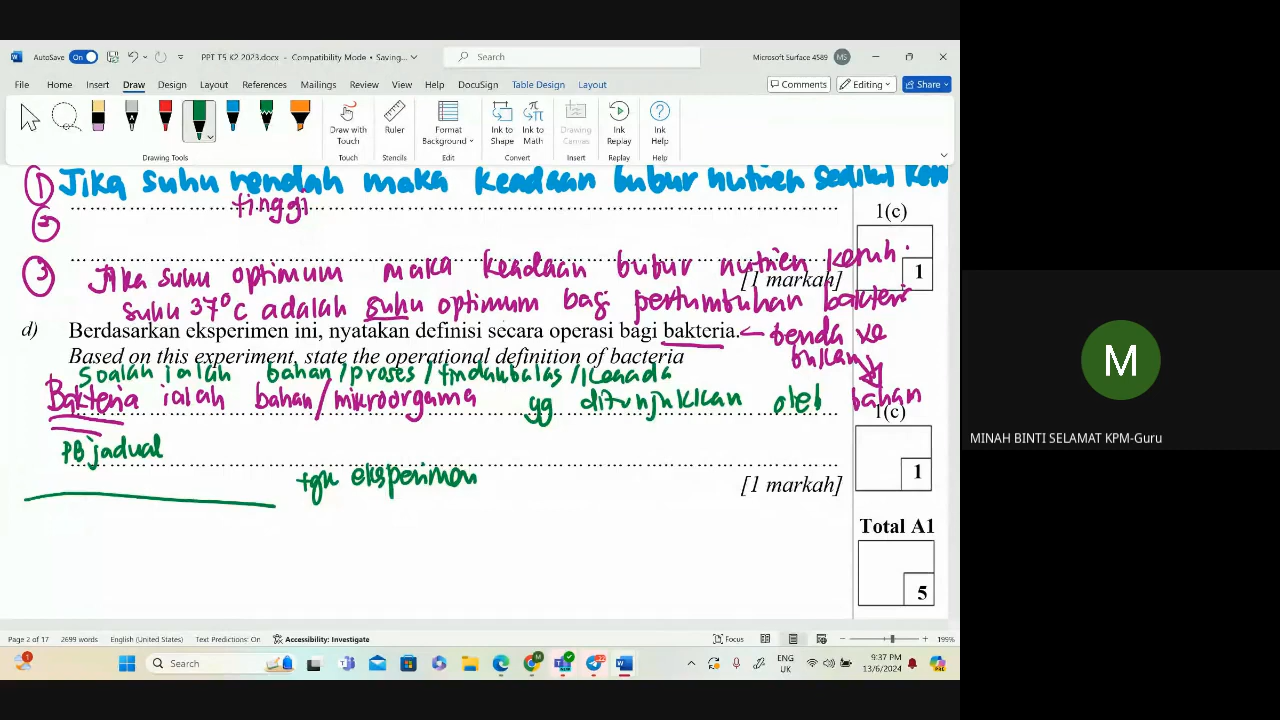 AutoSave On PPT T5 K2 2023.docx - Compatibility Mode • Saving... Search Microsoft Surface 4589 MS
File Home Insert Draw Design Layout References Mailings Review View Help DocuSign Table Design Layout Comments Editing Share
Draw with Touch Ruler Format Background Ink to Shape Ink to Math Drawing Canvas Ink Replay Ink Help
Drawing Tools Touch Stencils Edit Convert Insert Replay Help
① Jika suhu rendah maka keadaan bubur nutrien sedikit keru
tinggi
②
1(c)
1
③ Jika suhu optimum maka keadaan bubur nutrien keruh.
[1 markah]
suhu 37°C adalah suhu optimum bagi pertumbuhan bakteria
d) Berdasarkan eksperimen ini, nyatakan definisi secara operasi bagi bakteria. ← benda xe
Based on this experiment, state the operational definition of bacteria
bukan
soalan ialah bahan/proses/tindakbalas/
Bakteria ialah bahan/mikroorgama yg ditunjukkan oleh bahan
1(c)
PB jadual
1
tgk eksperimen
[1 markah]
Total A1
5
Page 2 of 17 2699 words English (United States) Text Predictions: On Accessibility: Investigate Focus 199%
Search ENG UK 9:37 PM 13/6/2024
M
MINAH BINTI SELAMAT KPM-Guru